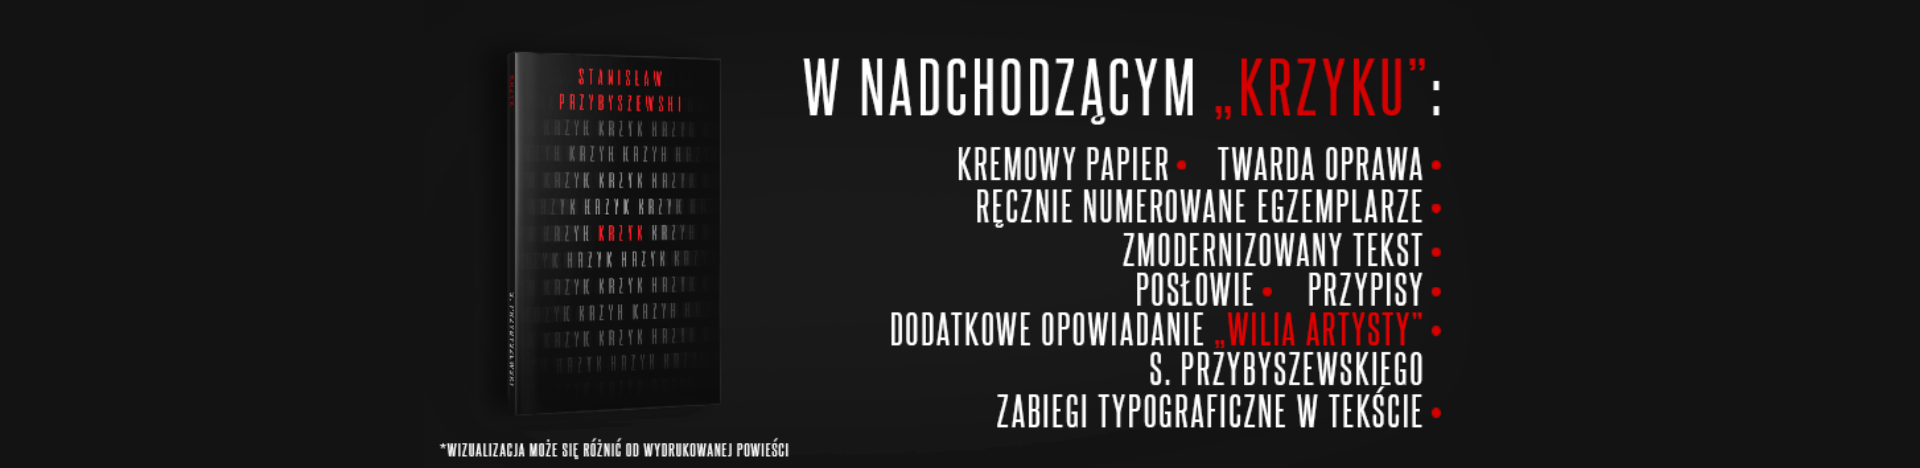 STANISŁAW
PRZYBYSZEWSKI
KRZYK KRZYK KRZYK
KRZYK KRZYK
KRZYK KRZYK KRZYK
KRZYK KRZYK
KRZYK KRZYK KRZYK
KRZYK KRZYK KRZYK
KRZYK KRZYK KRZYK
KRZYK KRZYK
KRZYK KRZYK KRZYK
KRZYK KRZYK KRZYK
S. PRZYBYSZEWSKI
*WIZUALIZACJA MOŻE SIĘ RÓŻNIĆ OD WYDRUKOWANEJ POWIEŚCI
W NADCHODZĄCYM „KRZYKU”:
KREMOWY PAPIER • TWARDA OPRAWA •
RĘCZNIE NUMEROWANE EGZEMPLARZE •
ZMODERNIZOWANY TEKST •
POSŁOWIE • PRZYPISY •
DODATKOWE OPOWIADANIE „WILIA ARTYSTY” •
S. PRZYBYSZEWSKIEGO
ZABIEGI TYPOGRAFICZNE W TEKŚCIE •